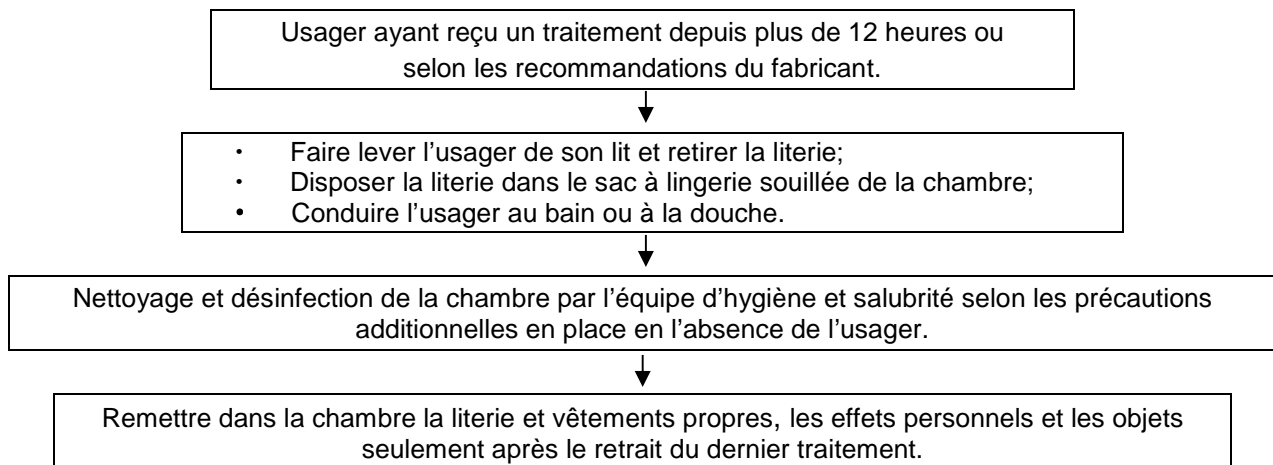 Usager ayant reçu un traitement depuis plus de 12 heures ou
selon les recommandations du fabricant.
· Faire lever l’usager de son lit et retirer la literie;
· Disposer la literie dans le sac à lingerie souillée de la chambre;
• Conduire l’usager au bain ou à la douche.
Nettoyage et désinfection de la chambre par l’équipe d’hygiène et salubrité selon les précautions
additionnelles en place en l’absence de l’usager.
Remettre dans la chambre la literie et vêtements propres, les effets personnels et les objets
seulement après le retrait du dernier traitement.